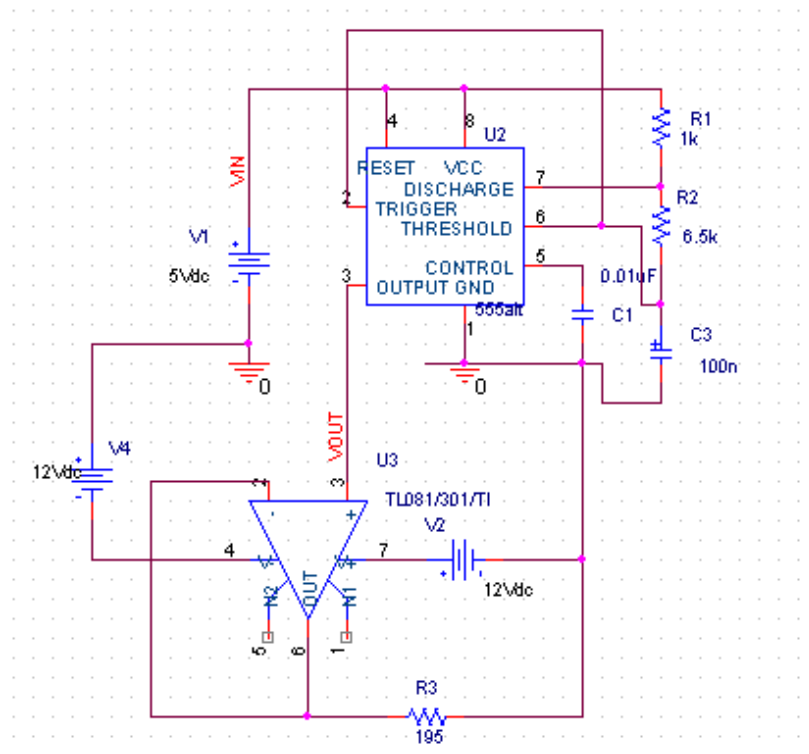 4
8
U2
R1
1k
VIN
RESET VCC
7
DISCHARGE
2
TRIGGER
R2
6
THRESHOLD
6.5k
V1
+
5Vdc
-
5
CONTROL
3
OUTPUT GND
0.01uF
555alt
C1
1
C3
+
100n
0
0
VOUT
V4
+
12Vdc
-
U3
2
3
TL081/301/TI
-
+
V2
4
V-
V+
7
+
-
12Vdc
OUT
N2
N1
5
6
1
R3
195